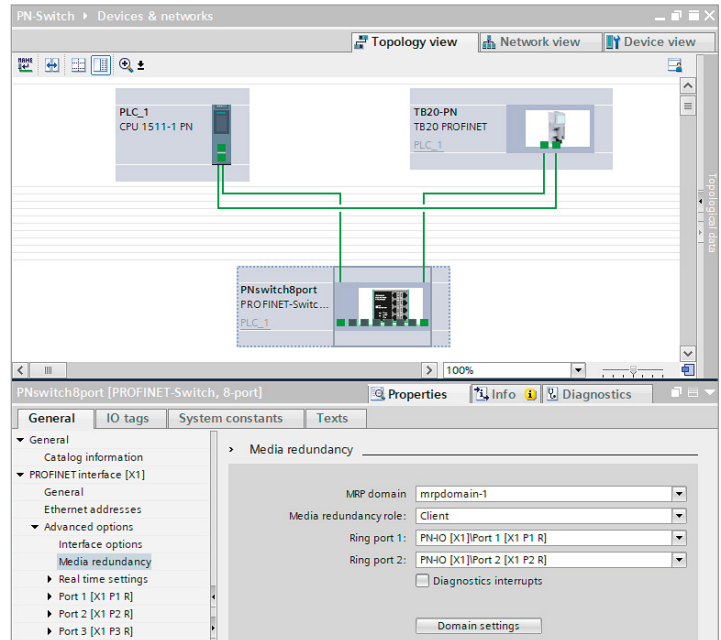 PN-Switch ▸ Devices & networks
Topology view
Network view
Device view
NAME
PLC_1
CPU 1511-1 PN
TB20-PN
TB20 PROFINET
PLC_1
PNswitch8port
PROFINET-Switc...
PLC_1
Topological data
100%
PNswitch8port [PROFINET-Switch, 8-port]
Properties
Info
Diagnostics
General
IO tags
System constants
Texts
General
Catalog information
PROFINET interface [X1]
General
Ethernet addresses
Advanced options
Interface options
Media redundancy
Real time settings
Port 1 [X1 P1 R]
Port 2 [X1 P2 R]
Port 3 [X1 P3 R]
Media redundancy
MRP domain mrpdomain-1
Media redundancy role: Client
Ring port 1: PN-IO [X1]\Port 1 [X1 P1 R]
Ring port 2: PN-IO [X1]\Port 2 [X1 P2 R]
Diagnostics interrupts
Domain settings